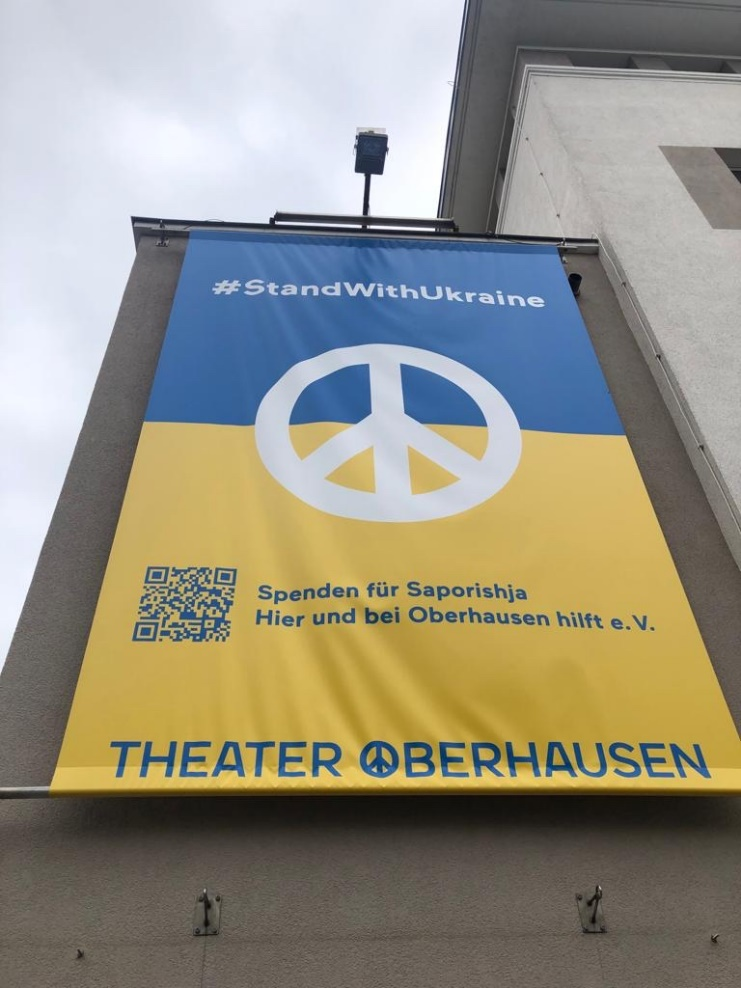 #StandWithUkraine
Spenden für Saporishja
Hier und bei Oberhausen hilft e.V.
THEATER OBERHAUSEN